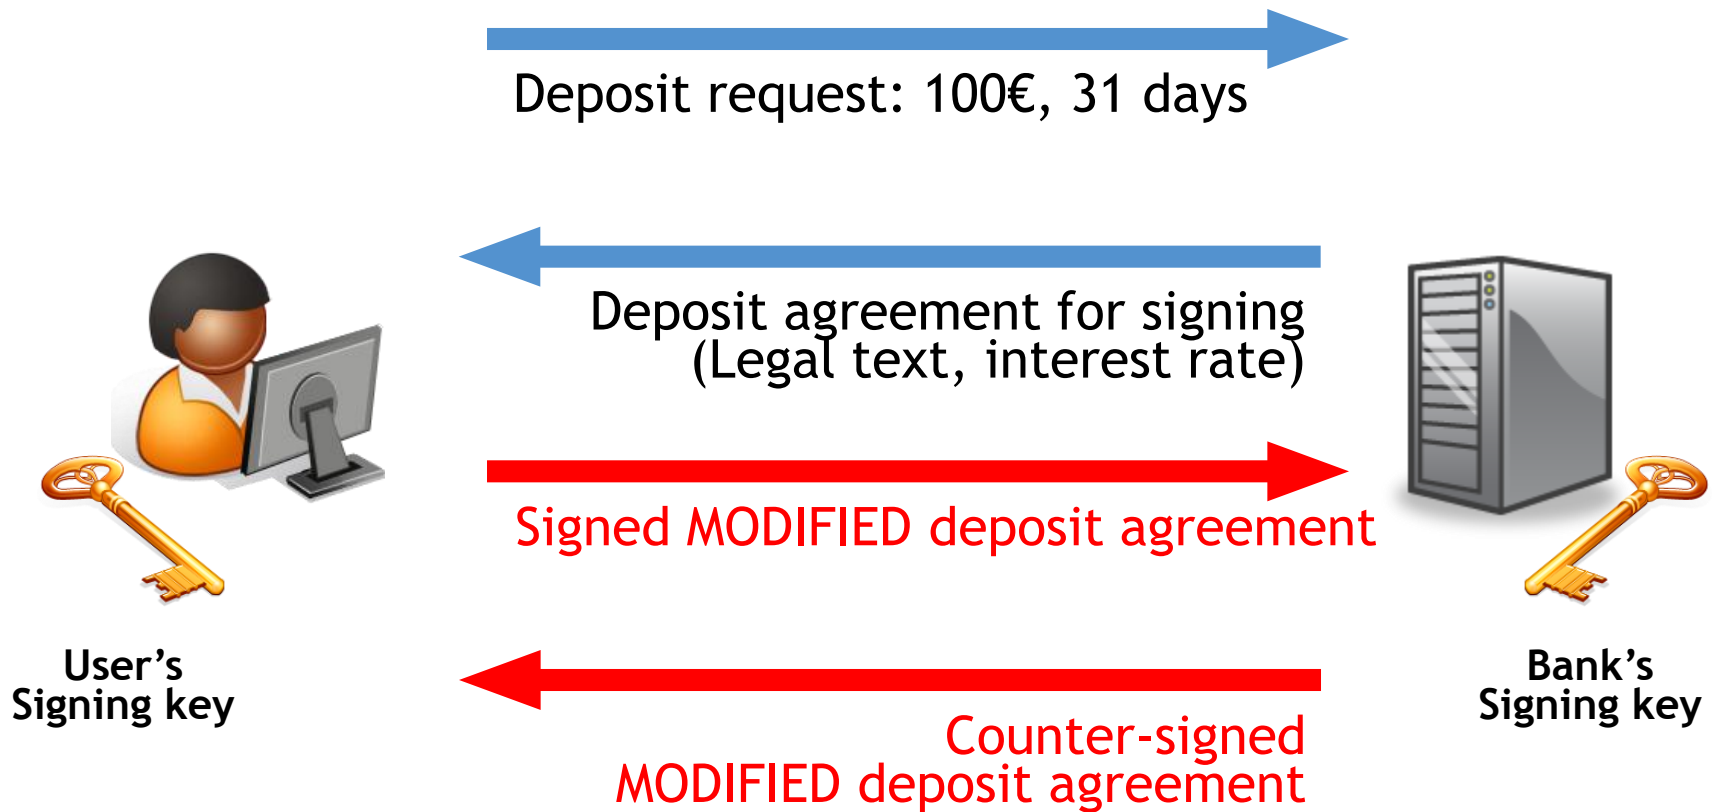 Deposit request: 100€, 31 days
Deposit agreement for signing
(Legal text, interest rate)
Signed MODIFIED deposit agreement
User’s
Signing key
Bank’s
Signing key
Counter-signed
MODIFIED deposit agreement